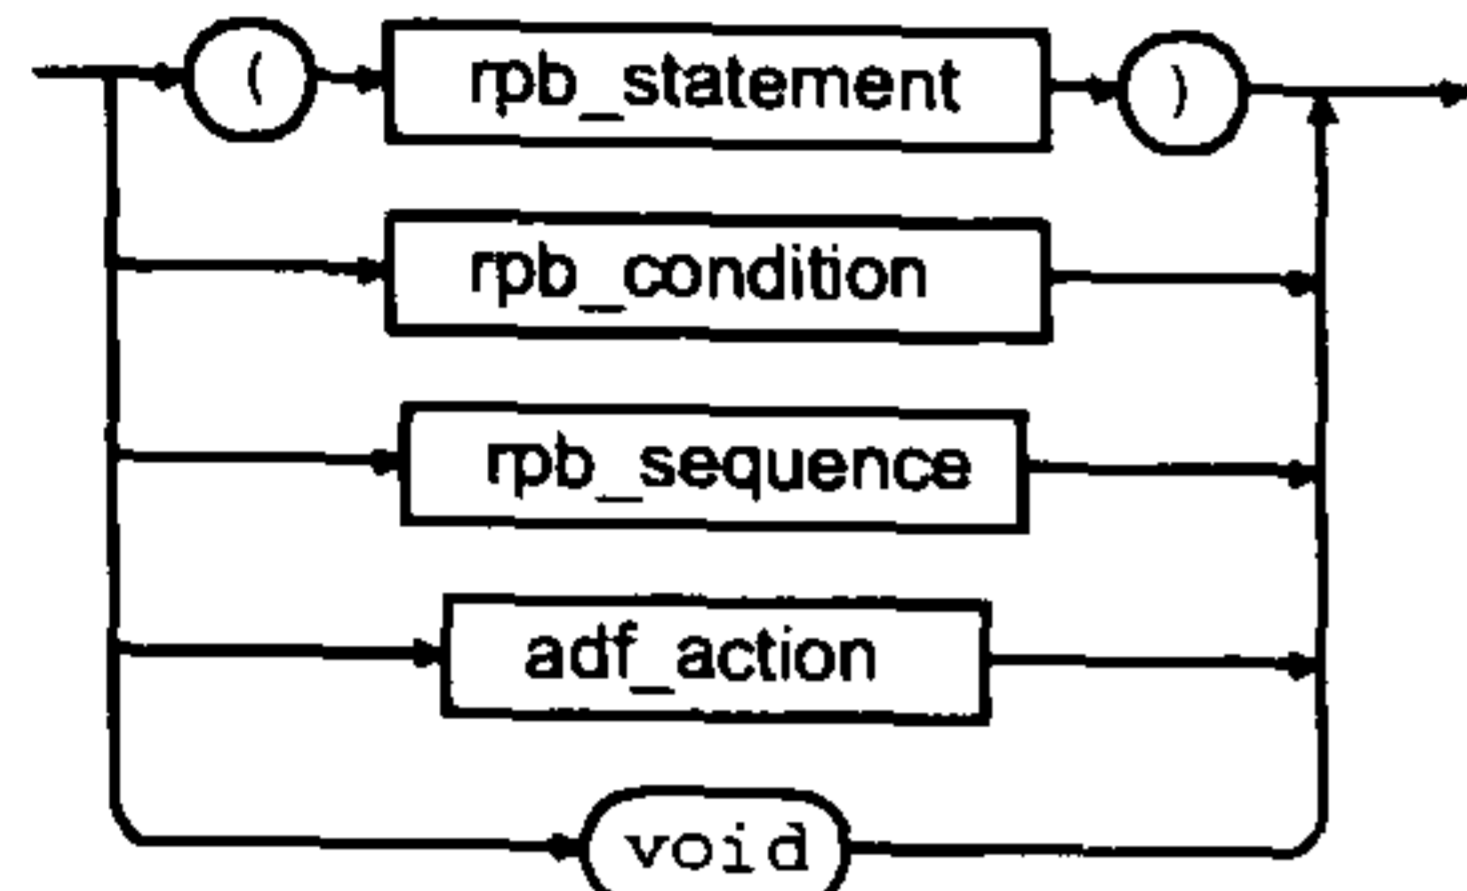 ( rpb_statement )
rpb_condition
rpb_sequence
adf_action
void